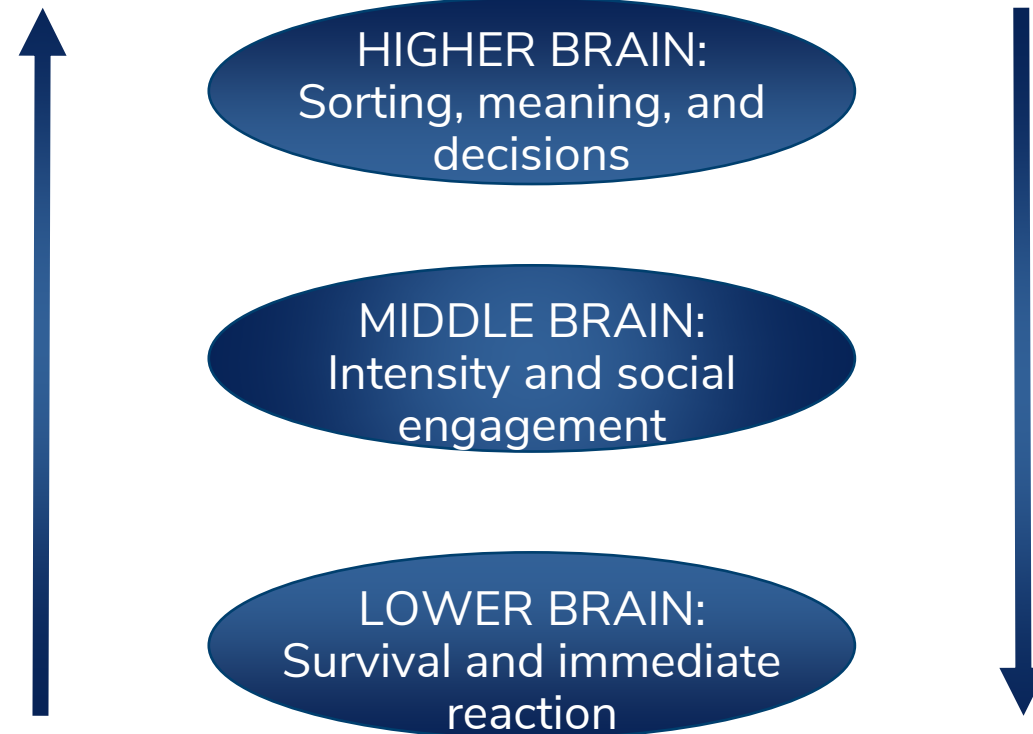 HIGHER BRAIN:
Sorting, meaning, and
decisions
MIDDLE BRAIN:
Intensity and social
engagement
LOWER BRAIN:
Survival and immediate
reaction